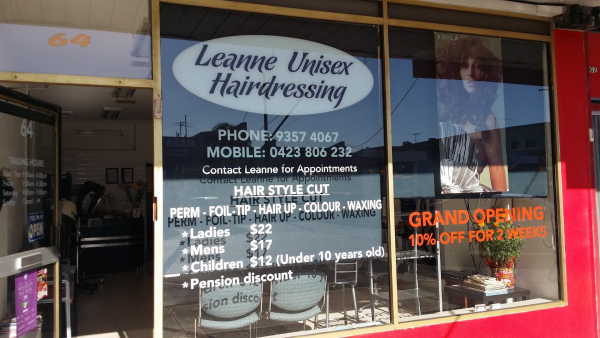 64
VOILÀ
Leanne Unisex
Hairdressing
64
PHONE: 9357 4067
MOBILE: 0423 806 232
TRADING HOURS
Contact Leanne for Appointments
HAIR STYLE CUT
PERM - FOIL - TIP - HAIR UP - COLOUR - WAXING
* Ladies $22
* Mens $17
* Children $12 (Under 10 years old)
* Pension discount
GRAND OPENING
10% OFF FOR 2 WEEKS
OPEN